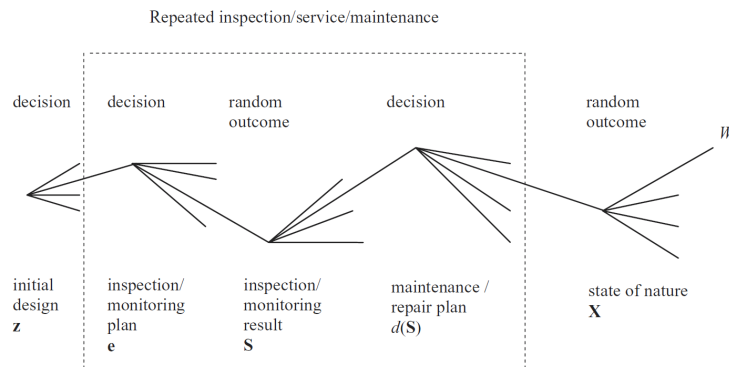 Repeated inspection/service/maintenance
decision
decision
random
outcome
decision
random
outcome
W
initial
design
z
inspection/
monitoring
plan
e
inspection/
monitoring
result
S
maintenance /
repair plan
d(S)
state of nature
X